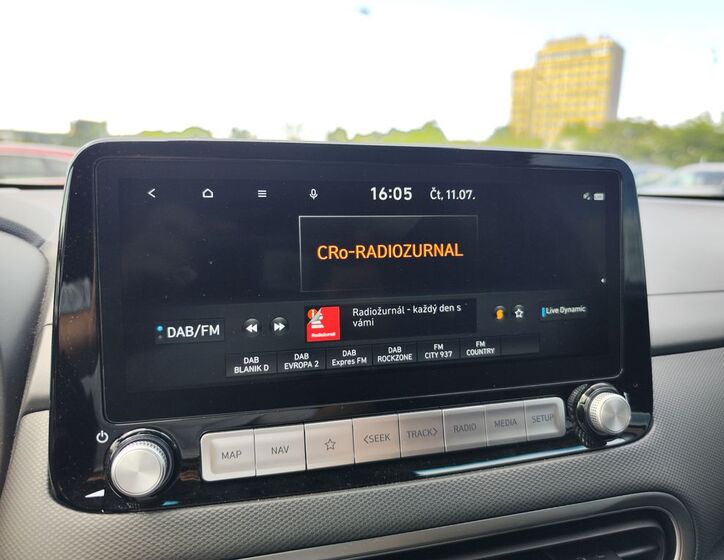 16:05 Čt, 11.07.
CRo-RADIOZURNAL
Radiožurnál - každý den s
vámi
Radiožurnál
DAB/FM
Live Dynamic
DAB
BLANIK D
DAB
EVROPA 2
DAB
Expres FM
DAB
ROCKZONE
FM
CITY 937
FM
COUNTRY
MAP
NAV
<SEEK
TRACK>
RADIO
MEDIA
SETUP